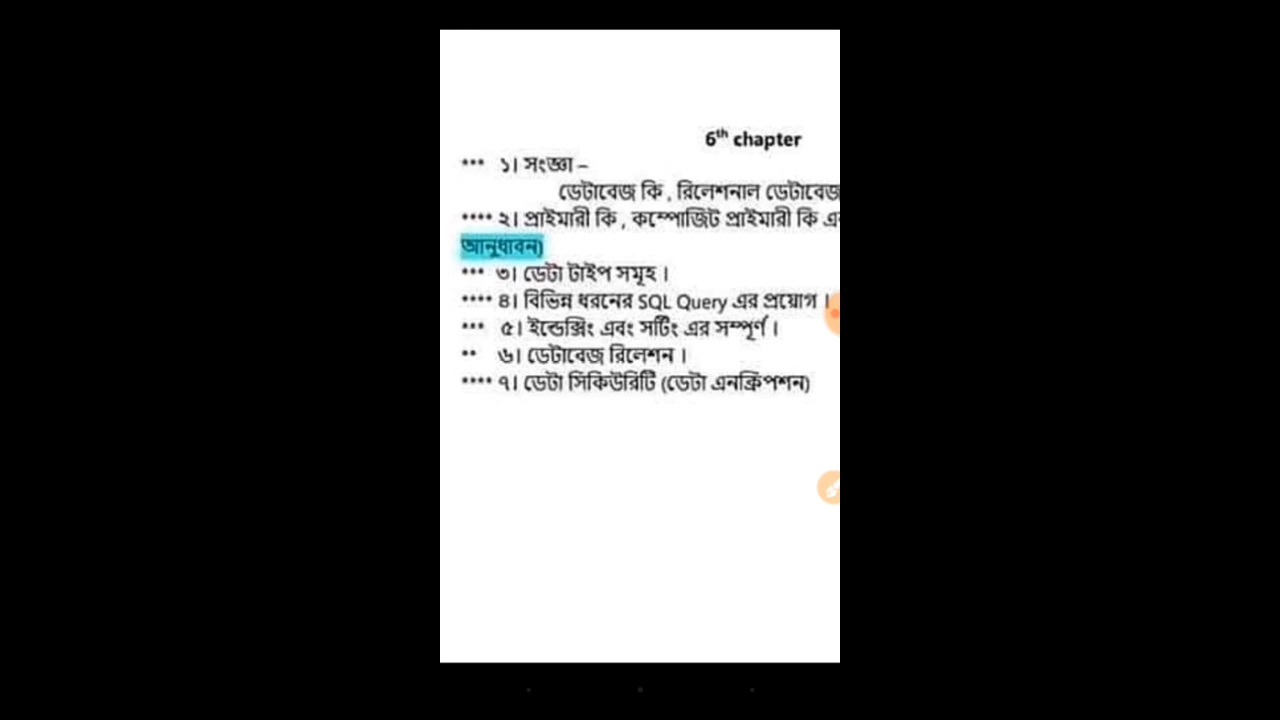 6th chapter
*** ১। সংজ্ঞা –
ডেটাবেজ কি , রিলেশনাল ডেটাবেজ
**** ২। প্রাইমারী কি , কম্পোজিট প্রাইমারী কি
আনুধাবন)
*** ৩। ডেটা টাইপ সমূহ ।
**** ৪। বিভিন্ন ধরনের SQL Query এর প্রয়োগ ।
*** ৫। ইন্ডেক্সিং এবং সর্টিং এর সম্পূর্ণ ।
** ৬। ডেটাবেজ রিলেশন ।
**** ৭। ডেটা সিকিউরিটি (ডেটা এনক্রিপশন)